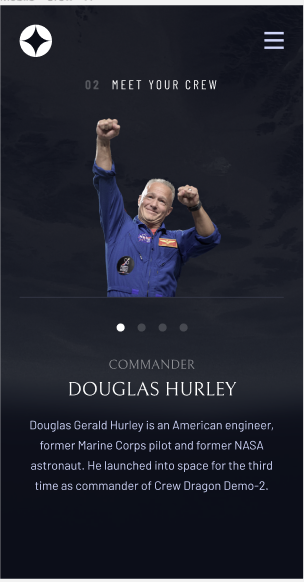 02 MEET YOUR CREW
COMMANDER
DOUGLAS HURLEY
Douglas Gerald Hurley is an American engineer,
former Marine Corps pilot and former NASA
astronaut. He launched into space for the third
time as commander of Crew Dragon Demo-2.